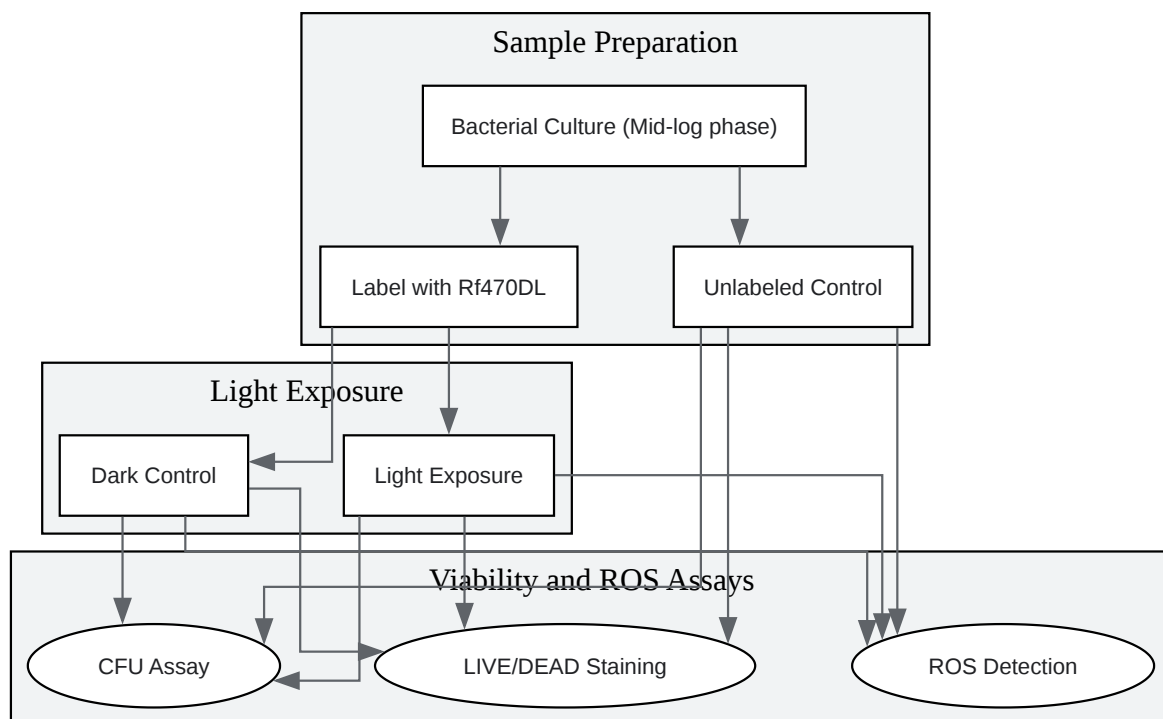 Sample Preparation
Bacterial Culture (Mid-log phase)
Label with Rf470DL
Unlabeled Control
Light Exposure
Dark Control
Light Exposure
Viability and ROS Assays
CFU Assay
LIVE/DEAD Staining
ROS Detection